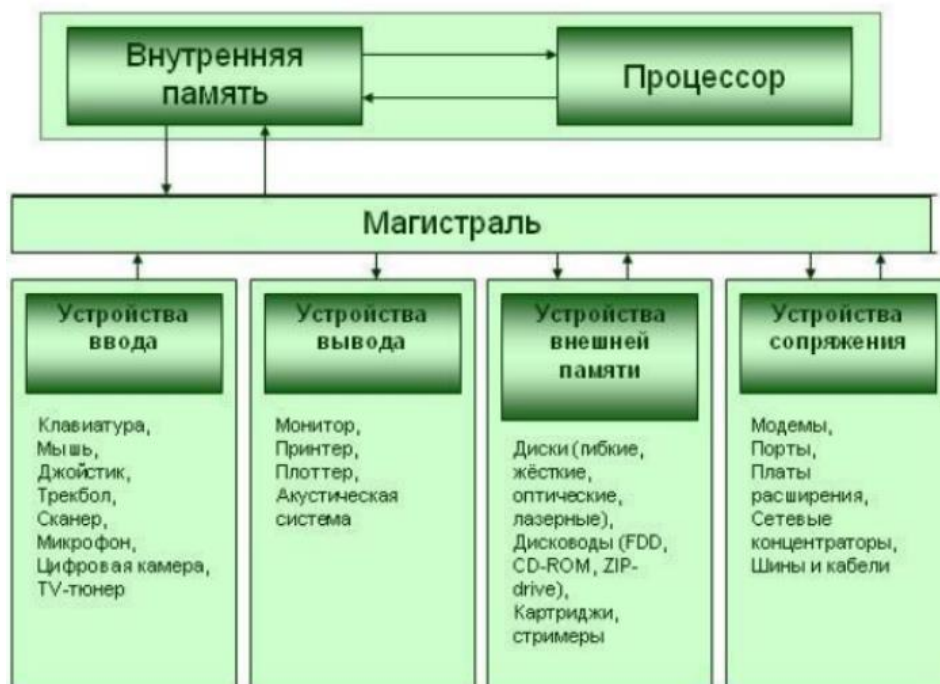 Внутренняя
память
Процессор
Магистраль
Устройства
ввода
Клавиатура,
Мышь,
Джойстик,
Трекбол,
Сканер,
Микрофон,
Цифровая камера,
TV-тюнер
Устройства
вывода
Монитор,
Принтер,
Плоттер,
Акустическая
система
Устройства
внешней
памяти
Диски (гибкие,
жёсткие,
оптические,
лазерные),
Дисководы (FDD,
CD-ROM, ZIP-
drive),
Картриджи,
стримеры
Устройства
сопряжения
Модемы,
Порты,
Платы
расширения,
Сетевые
концентраторы,
Шины и кабели